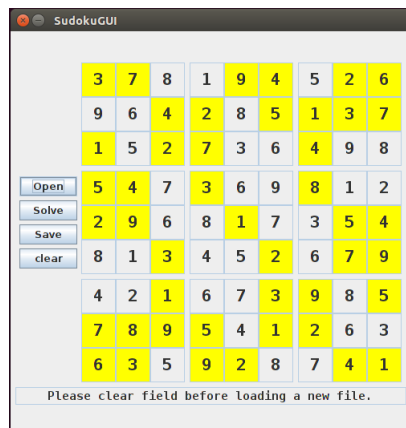 SudokuGUI
3 7 8 1 9 4 5 2 6
9 6 4 2 8 5 1 3 7
1 5 2 7 3 6 4 9 8
Open
5 4 7 3 6 9 8 1 2
Solve
2 9 6 8 1 7 3 5 4
Save
8 1 3 4 5 2 6 7 9
clear
4 2 1 6 7 3 9 8 5
7 8 9 5 4 1 2 6 3
6 3 5 9 2 8 7 4 1
Please clear field before loading a new file.